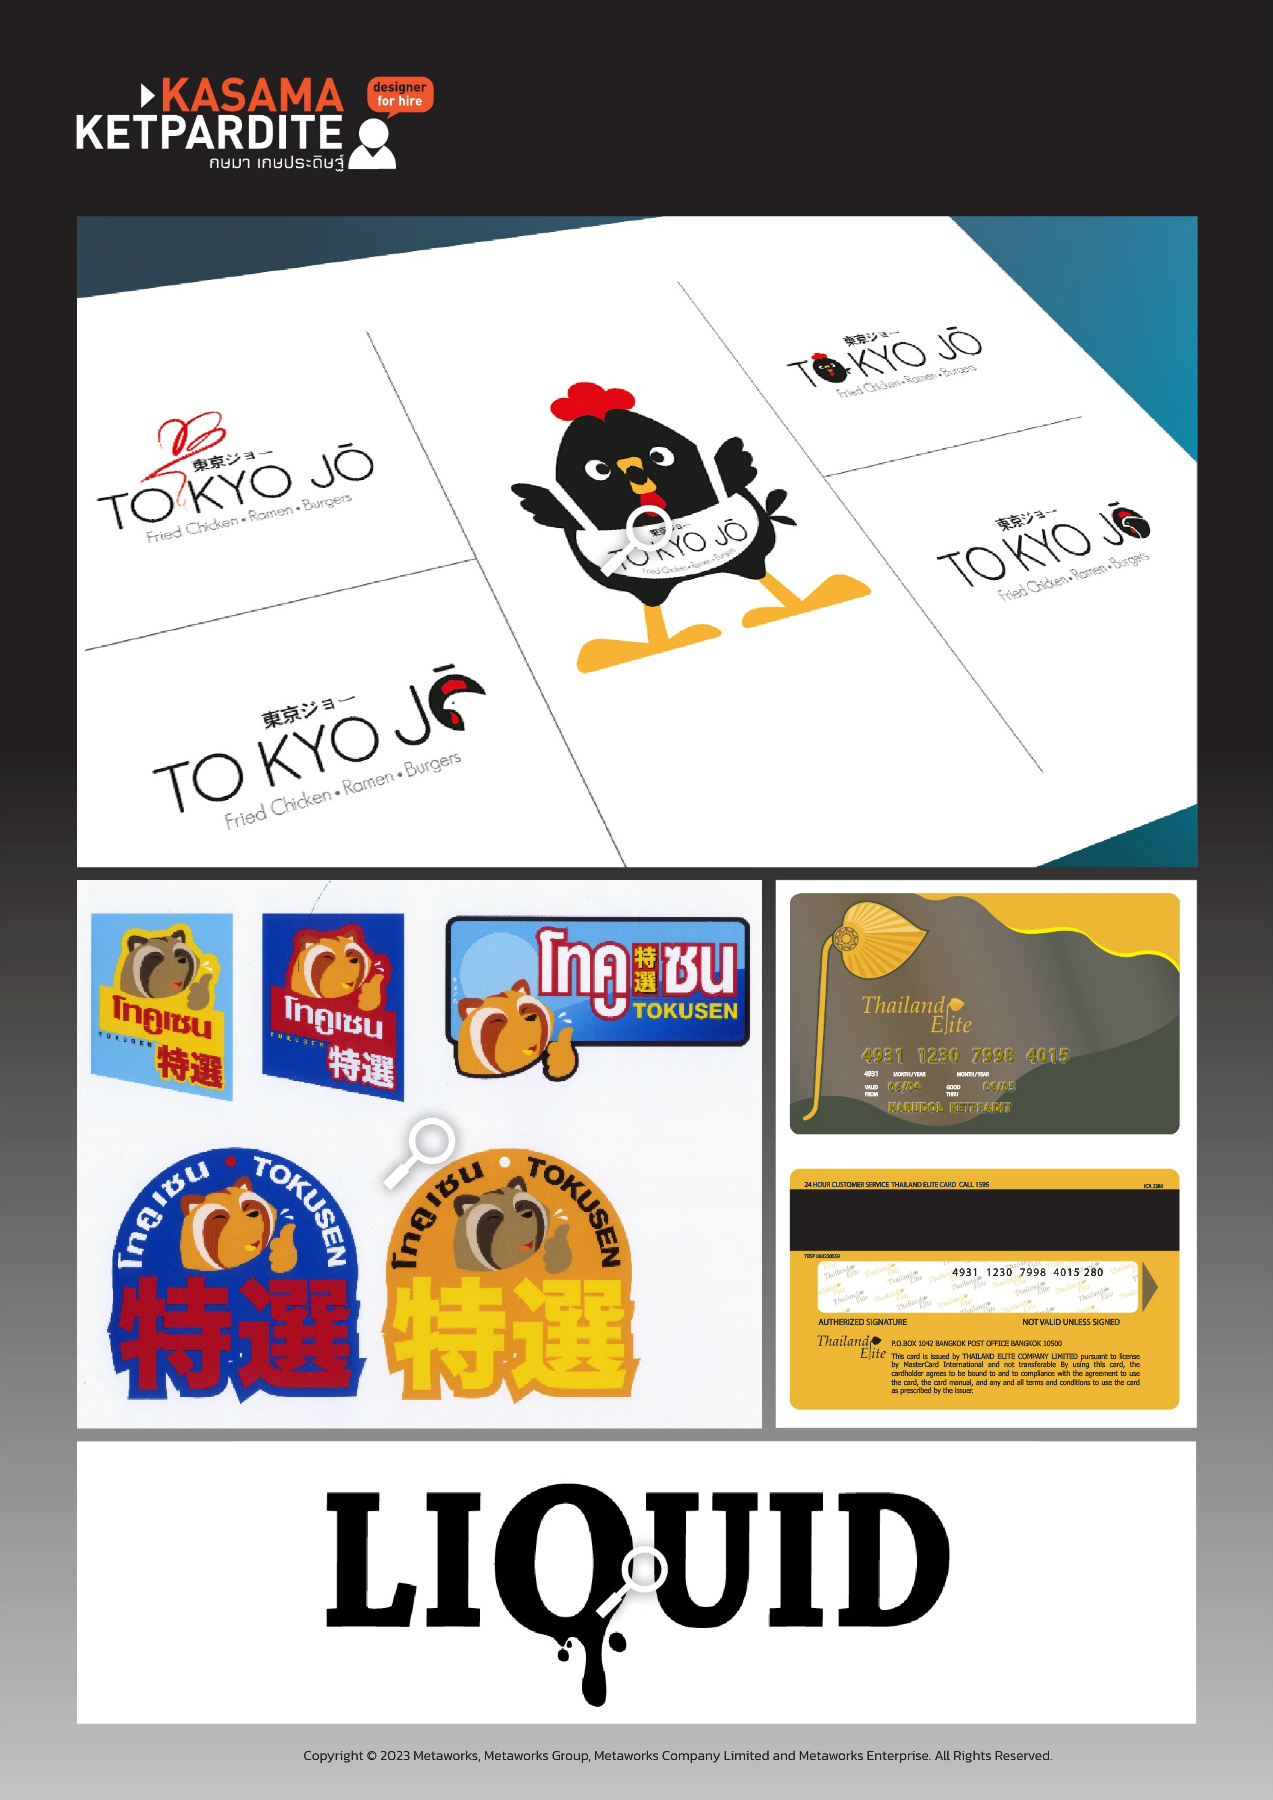 KASAMA
designer
for hire
KETPARDITE
กษมา เกษประดิษฐ์
東京ジョー
TOKYO JŌ
Fried Chicken • Ramen • Burgers
東京ジョー
TOKYO JŌ
Fried Chicken • Ramen • Burgers
東京ジョー
TOKYO JŌ
Fried Chicken • Ramen • Burgers
東京ジョー
TOKYO JŌ
Fried Chicken • Ramen • Burgers
東京ジョー
TOKYO JŌ
Fried Chicken • Ramen • Burgers
โทคุเซน
TOKUSEN
特選
โทคุเซน
TOKUSEN
特選
โทคุ特選เซน
TOKUSEN
โทคุเซน • TOKUSEN
特選
โทคุเซน • TOKUSEN
特選
Thailand
Elite
4931 1230 7998 4015
4931 MONTH/YEAR MONTH/YEAR
VALID FROM 06/04 GOOD THRU 06/15
NARUDOL KETPRADIT
24 HOUR CUSTOMER SERVICE THAILAND ELITE CARD CALL 1595
ICA 3380
4931 1230 7998 4015 280
AUTHERIZED SIGNATURE NOT VALID UNLESS SIGNED
Thailand
Elite
P.O.BOX 1042 BANGKOK POST OFFICE BANGKOK 10500
This card is issued by THAILAND ELITE COMPANY LIMITED pursuant to license
by MasterCard International and not transferable By using this card, the
cardholder agrees to be bound to and to compliance with the agreement to use
the card, the card manual, and any and all terms and conditions to use the card
as prescribed by the issuer.
LIQUID
Copyright © 2023 Metaworks, Metaworks Group, Metaworks Company Limited and Metaworks Enterprise. All Rights Reserved.